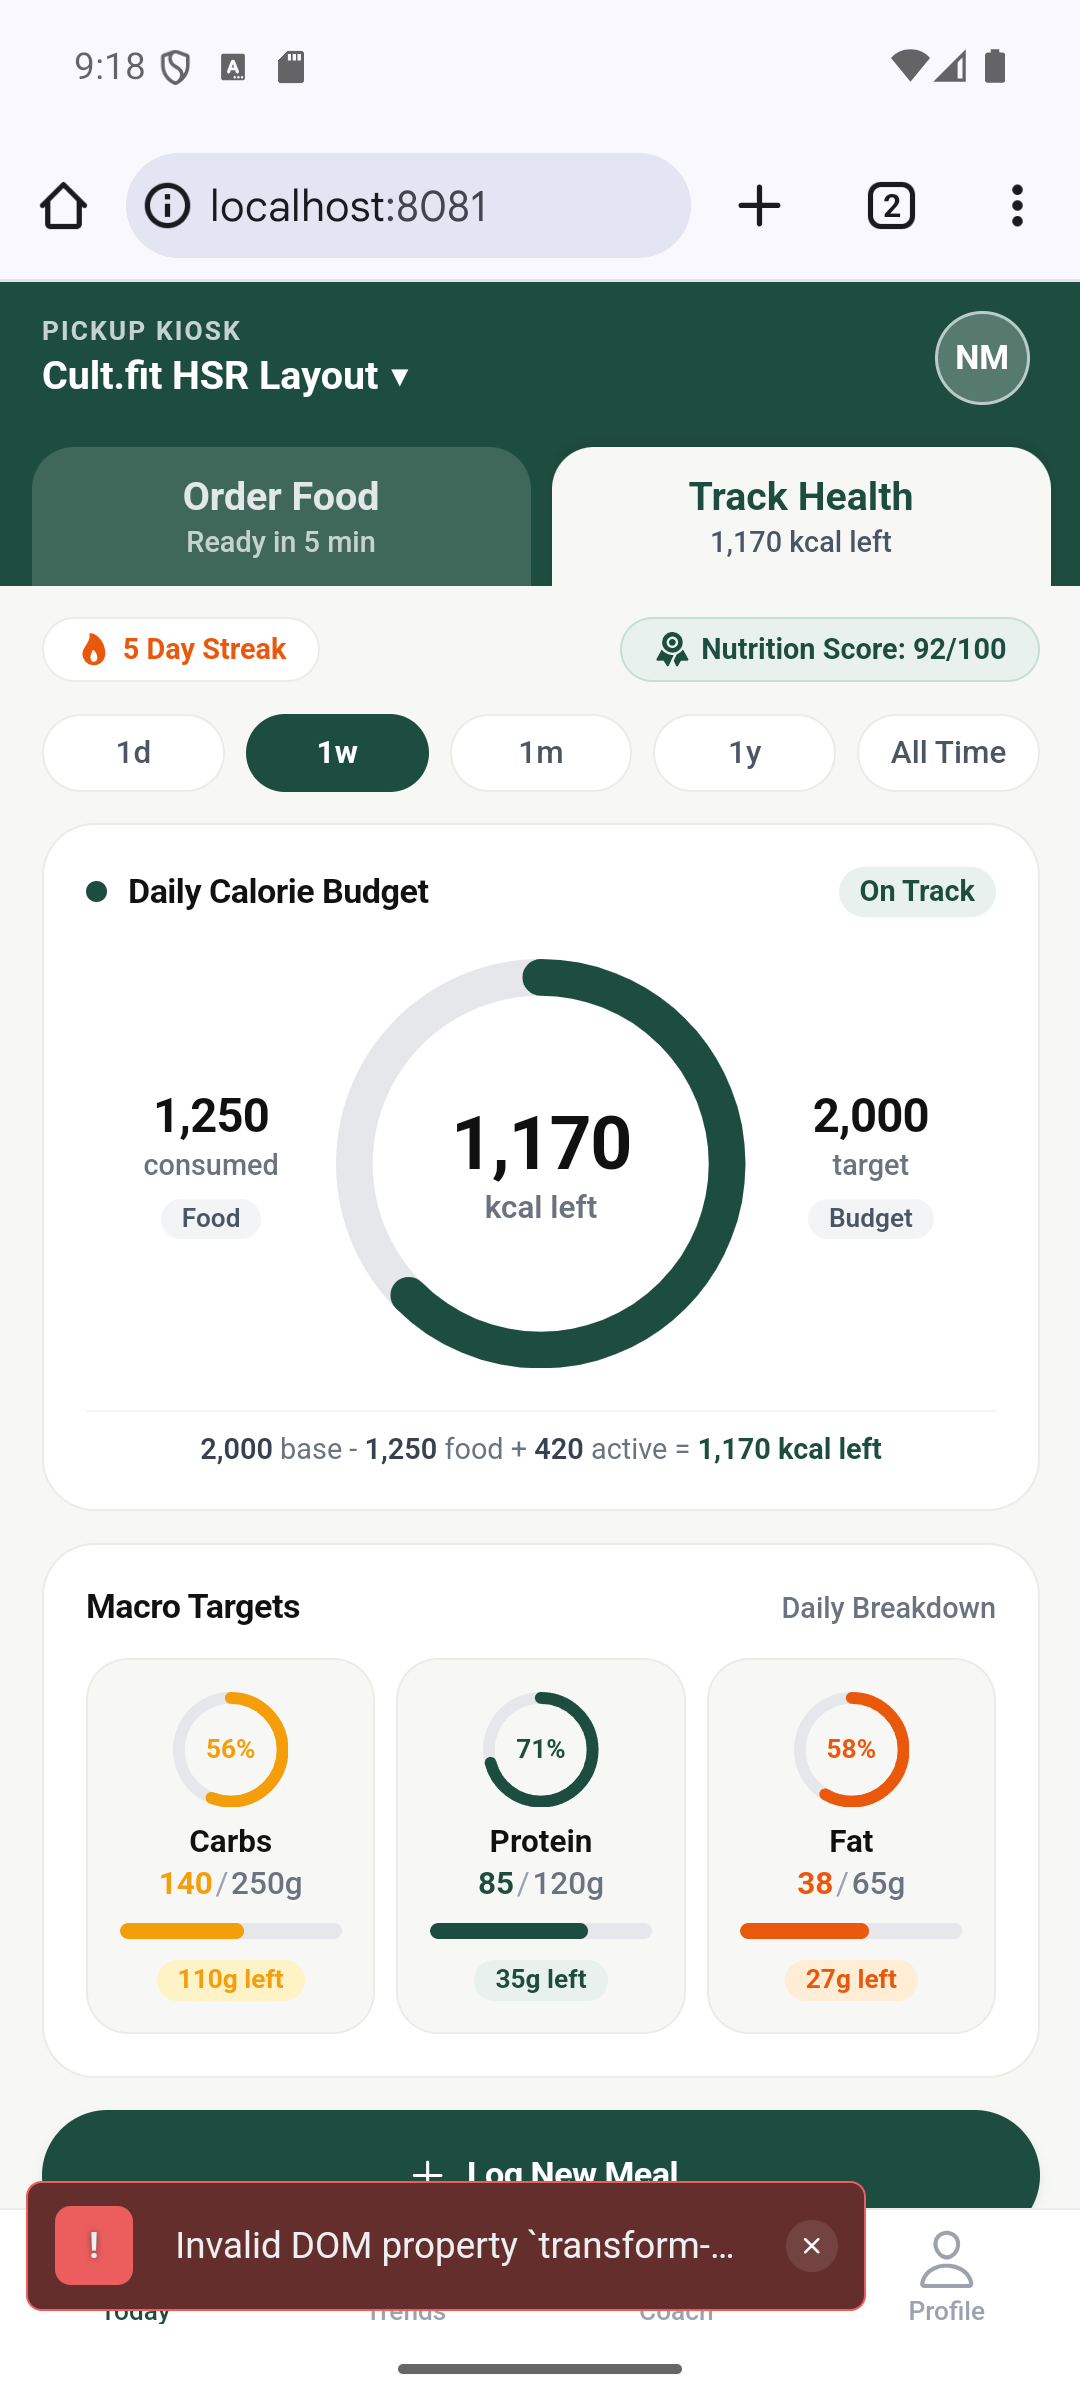 9:18
localhost:8081
2
PICKUP KIOSK
Cult.fit HSR Layout ▾
NM
Order Food
Ready in 5 min
Track Health
1,170 kcal left
5 Day Streak
Nutrition Score: 92/100
1d
1w
1m
1y
All Time
Daily Calorie Budget
On Track
1,250
consumed
Food
1,170
kcal left
2,000
target
Budget
2,000 base - 1,250 food + 420 active = 1,170 kcal left
Macro Targets
Daily Breakdown
56%
Carbs
140/250g
110g left
71%
Protein
85/120g
35g left
58%
Fat
38/65g
27g left
+ Log New Meal
! Invalid DOM property `transform-… ×
Today
Trends
Coach
Profile